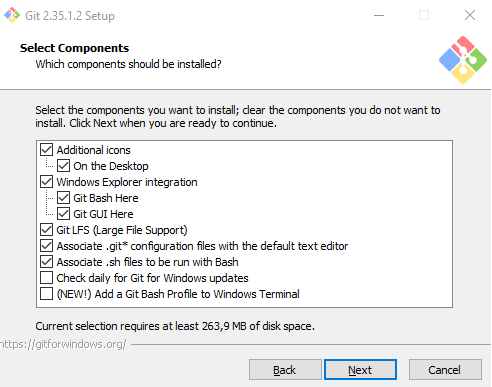 Git 2.35.1.2 Setup
Select Components
Which components should be installed?
Select the components you want to install; clear the components you do not want to
install. Click Next when you are ready to continue.
Additional icons
On the Desktop
Windows Explorer integration
Git Bash Here
Git GUI Here
Git LFS (Large File Support)
Associate .git* configuration files with the default text editor
Associate .sh files to be run with Bash
Check daily for Git for Windows updates
(NEW!) Add a Git Bash Profile to Windows Terminal
Current selection requires at least 263,9 MB of disk space.
https://gitforwindows.org/
Back Next Cancel